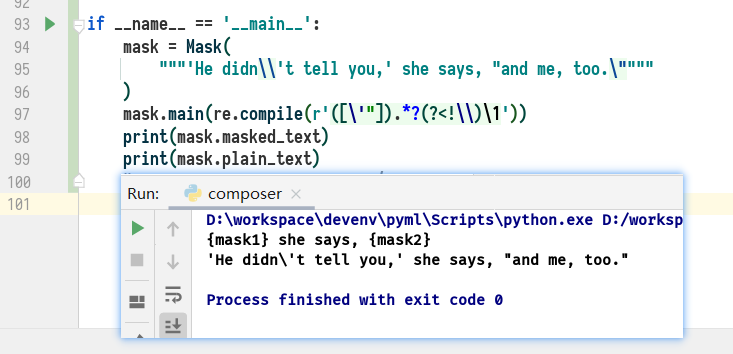 92
93 if __name__ == '__main__':
94 mask = Mask(
95 """'He didn\\'t tell you,' she says, "and me, too.\""""
96 )
97 mask.main(re.compile(r'([\'"]).*?(?<!\\)\1'))
98 print(mask.masked_text)
99 print(mask.plain_text)
100
101
Run: composer ×
D:\workspace\devenv\pyml\Scripts\python.exe D:/worksp
{mask1} she says, {mask2}
'He didn\'t tell you,' she says, "and me, too."
Process finished with exit code 0